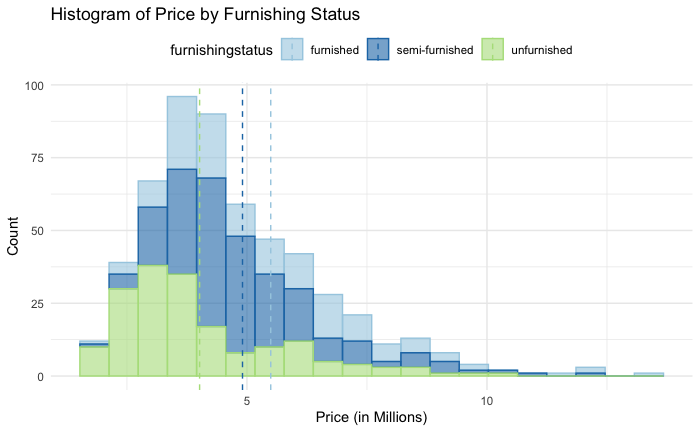 Histogram of Price by Furnishing Status
furnishingstatus furnished semi-furnished unfurnished
100
75
50
25
0
Count
5 10
Price (in Millions)